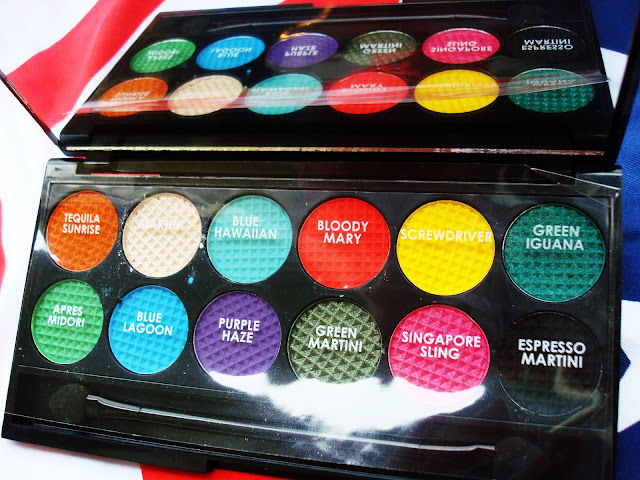 TEQUILA
SUNRISE
BLUE
HAWAIIAN
BLOODY
MARY
SCREWDRIVER
GREEN
IGUANA
APRES
MIDORI
BLUE
LAGOON
PURPLE
HAZE
GREEN
MARTINI
SINGAPORE
SLING
ESPRESSO
MARTINI